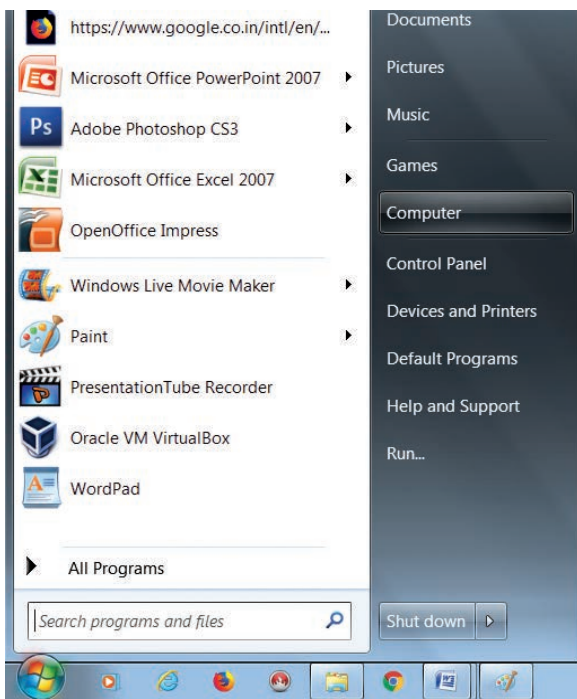 https://www.google.co.in/intl/en/...
Microsoft Office PowerPoint 2007
Ps
Adobe Photoshop CS3
Microsoft Office Excel 2007
OpenOffice Impress
Windows Live Movie Maker
Paint
PresentationTube Recorder
Oracle VM VirtualBox
WordPad
All Programs
Search programs and files
Documents
Pictures
Music
Games
Computer
Control Panel
Devices and Printers
Default Programs
Help and Support
Run...
Shut down